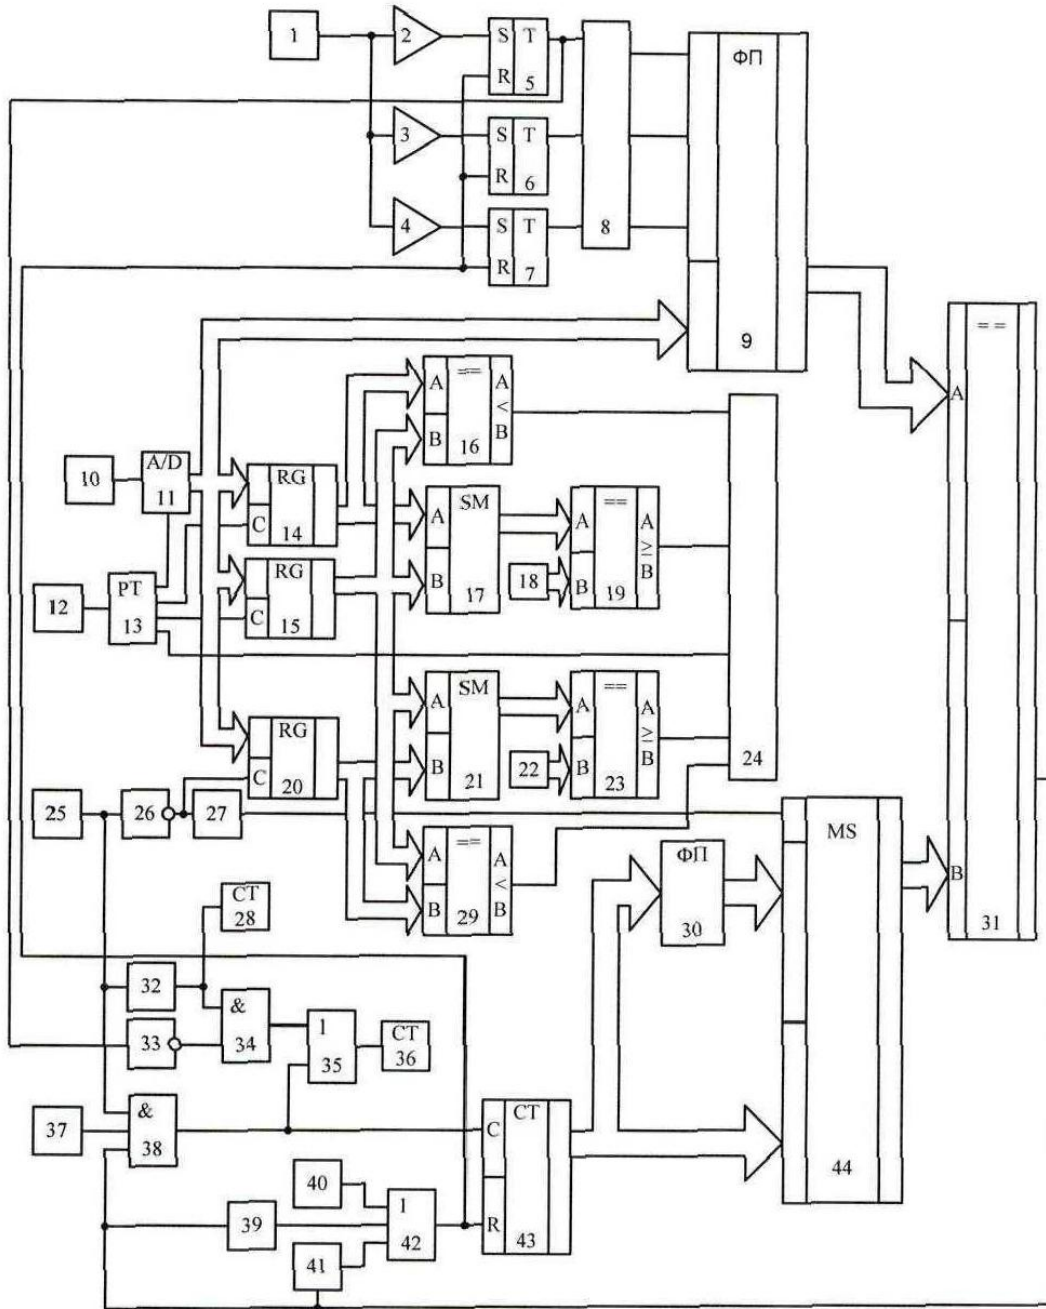 1
2
S T
R 5
3
S T
R 6
4
S T
R 7
8
ФП
9
10
A/D
11
12
PT
13
RG
C 14
RG
C 15
A == A
<
B 16 B
A SM
B 17
18
A == A
≥
B 19 B
RG
C 20
A SM
B 21
22
A == A
≥
B 23 B
24
25
26
27
CT
28
A == A
<
B 29 B
ФП
30
A = =
B 31
32
33
&
34
1
35
CT
36
37
&
38
39
40
41
1
42
C CT
R 43
MS
44